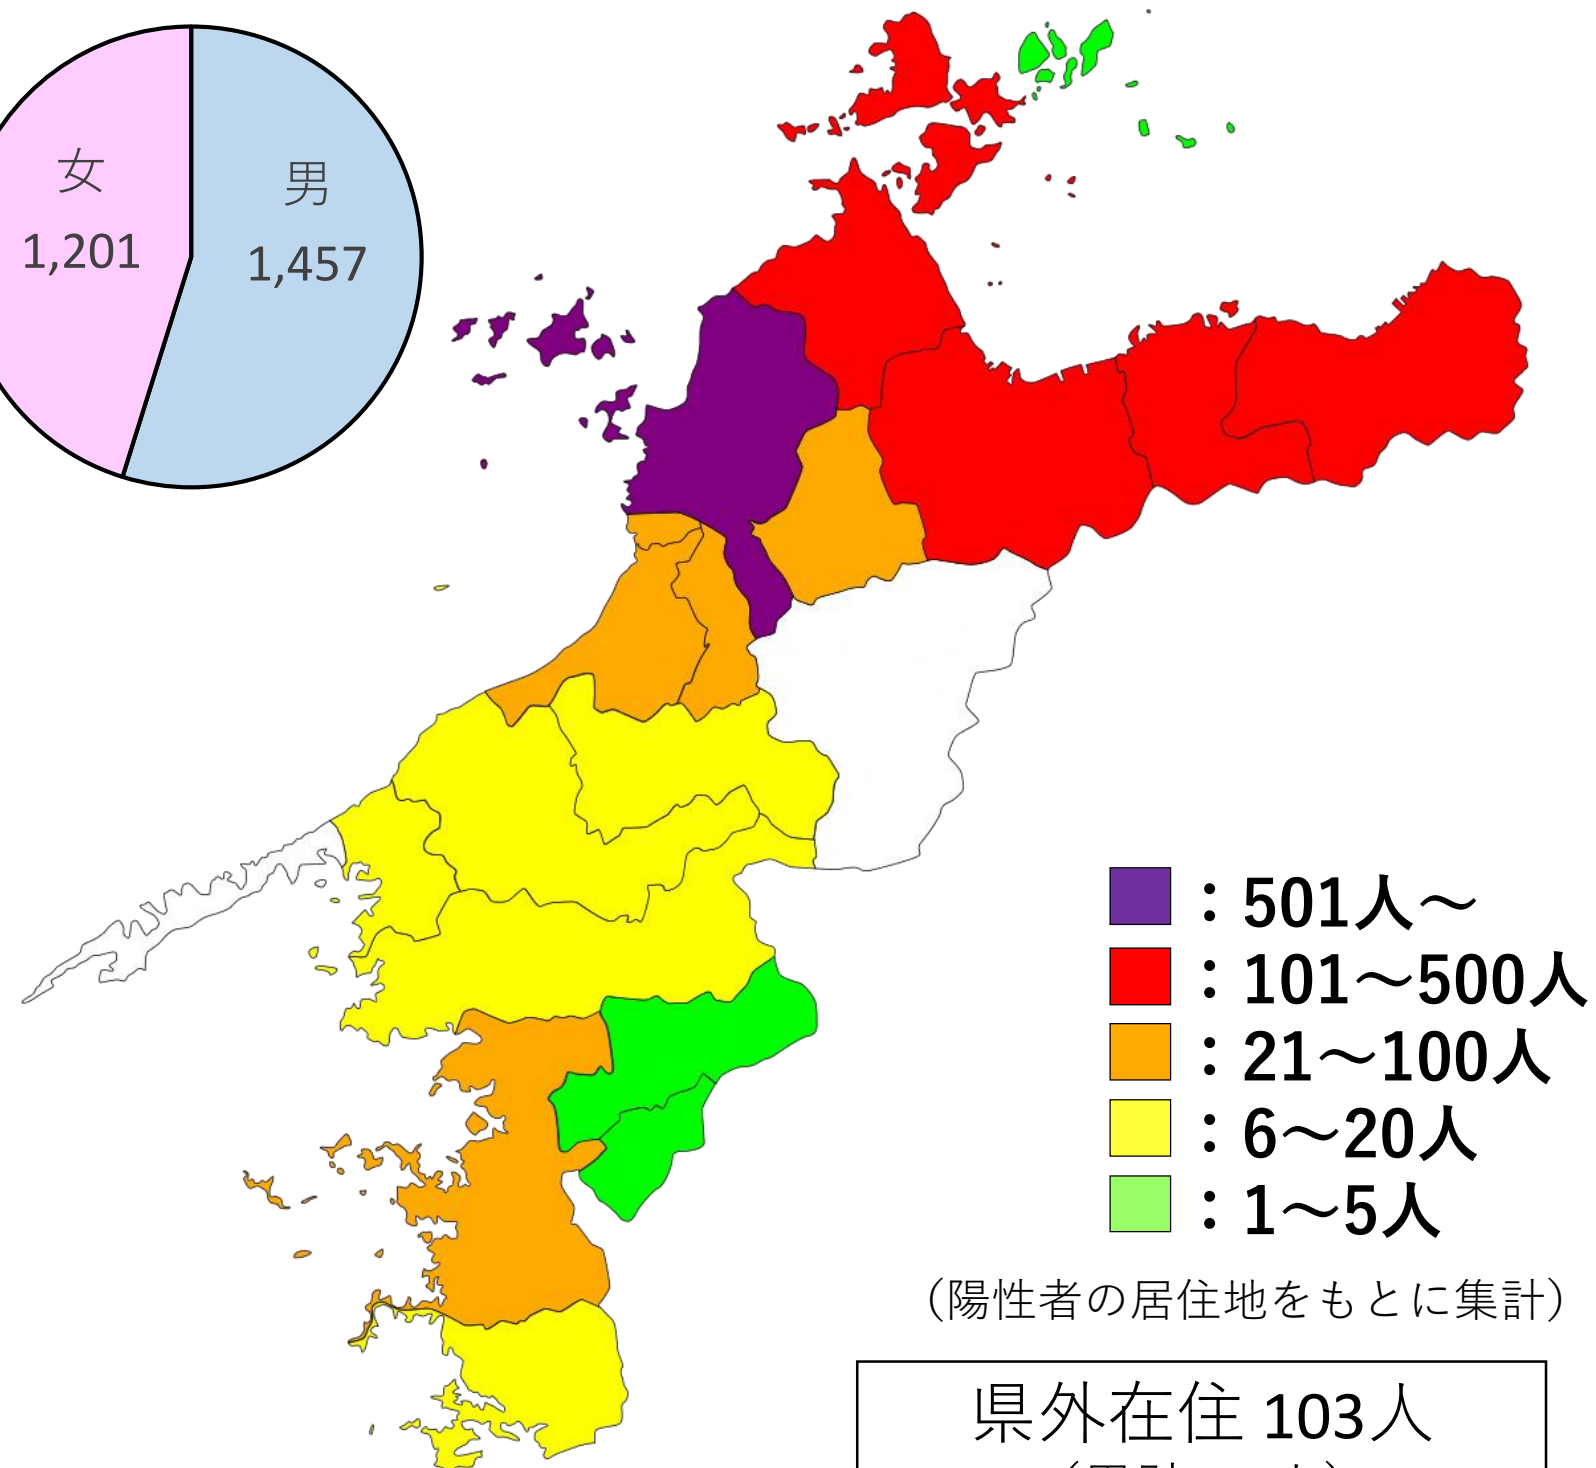 女
1,201
男
1,457
：501人～
：101～500人
：21～100人
：6～20人
：1～5人
（陽性者の居住地をもとに集計）
県外在住 103人